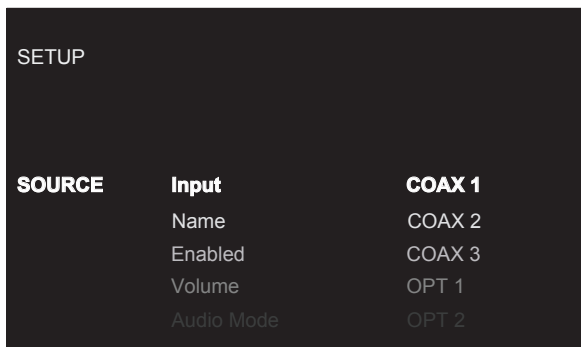 SETUP
SOURCE Input COAX 1
Name COAX 2
Enabled COAX 3
Volume OPT 1
Audio Mode OPT 2